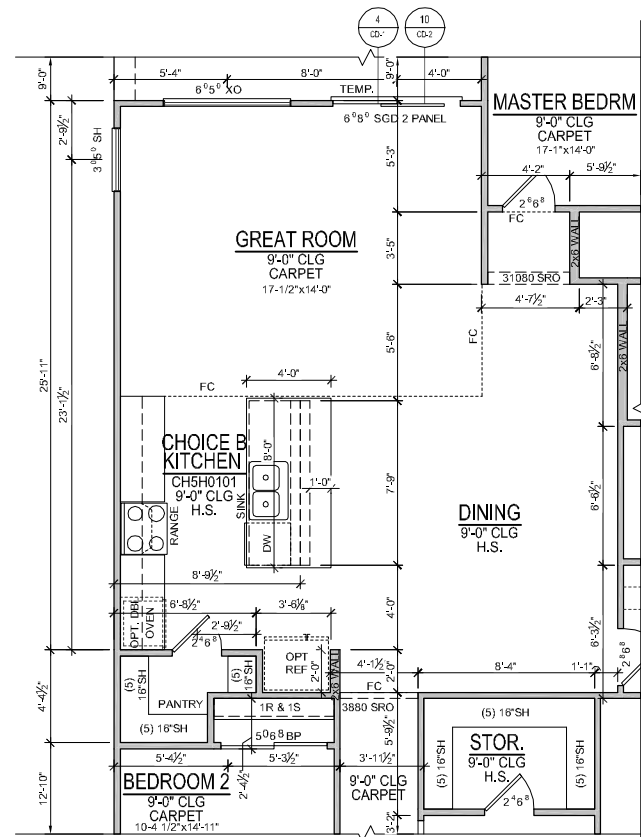 4
CD-1
10
CD-2
9'-0"
5'-4"
8'-0"
9'-0"
4'-0"
6⁰5⁰ XO
TEMP.
6⁰8⁰ SGD 2 PANEL
MASTER BEDRM
9'-0" CLG
CARPET
17'-1"x14'-0"
2'-9½"
3⁰5⁰ SH
5'-3"
4'-2"
5'-9½"
2⁶6⁸
FC
GREAT ROOM
9'-0" CLG
CARPET
17-1/2"x14'-0"
3'-5"
2x6 WALL
31080 SRO
4'-7½"
2'-3"
25'-11"
23'-1½"
5'-6"
FC
6'-8½"
2x6 WALL
4'-0"
FC
CHOICE B
KITCHEN
CH5H0101
9'-0" CLG
H.S.
8'-0"
1'-0"
SINK
RANGE
DW
7'-9"
6'-6½"
DINING
9'-0" CLG
H.S.
8'-9½"
6'-8½"
3'-6⅛"
2'-9½"
OPT. DBL
OVEN
2⁴6⁸
4'-0"
6'-3½"
2⁸6⁸
OPT
REF
2'-0"
2x6 WALL
4'-1½"
2'-0"
8'-4"
1'-1"
4'-4½"
(5)
16"SH
PANTRY
(5)
16"SH
(5) 16"SH
1R & 1S
FC
3880 SRO
5⁰6⁸ BP
5'-9½"
(5) 16"SH
(5) 16"SH
STOR.
9'-0" CLG
H.S.
(5) 16"SH
2⁴6⁸
5'-4½"
5'-3½"
3'-11½"
2'-4½"
12'-10"
BEDROOM 2
9'-0" CLG
CARPET
10-4 1/2"x14'-11"
9'-0" CLG
CARPET
3'-2"